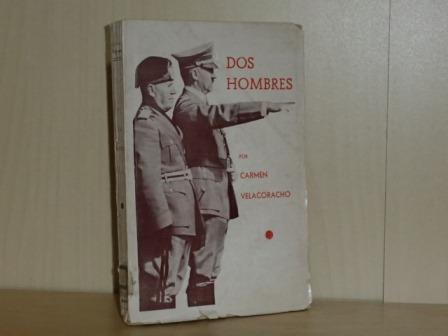 DOS
HOMBRES
POR
CARMEN
VELACORACHO